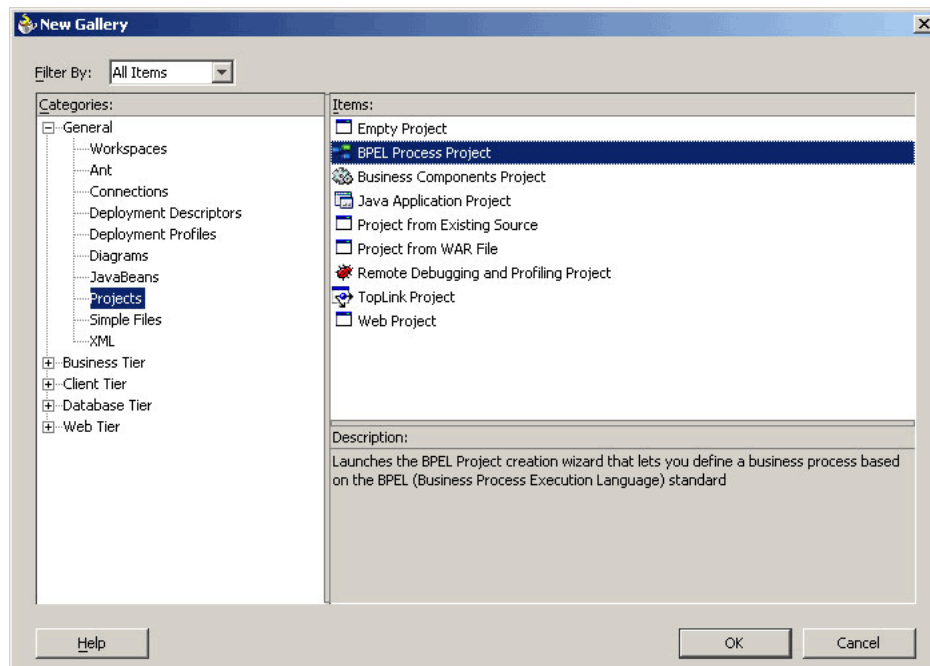 New Gallery
Filter By: All Items
Categories:
General
Workspaces
Ant
Connections
Deployment Descriptors
Deployment Profiles
Diagrams
JavaBeans
Projects
Simple Files
XML
Business Tier
Client Tier
Database Tier
Web Tier
Items:
Empty Project
BPEL Process Project
Business Components Project
Java Application Project
Project from Existing Source
Project from WAR File
Remote Debugging and Profiling Project
TopLink Project
Web Project
Description:
Launches the BPEL Project creation wizard that lets you define a business process based
on the BPEL (Business Process Execution Language) standard
Help
OK
Cancel